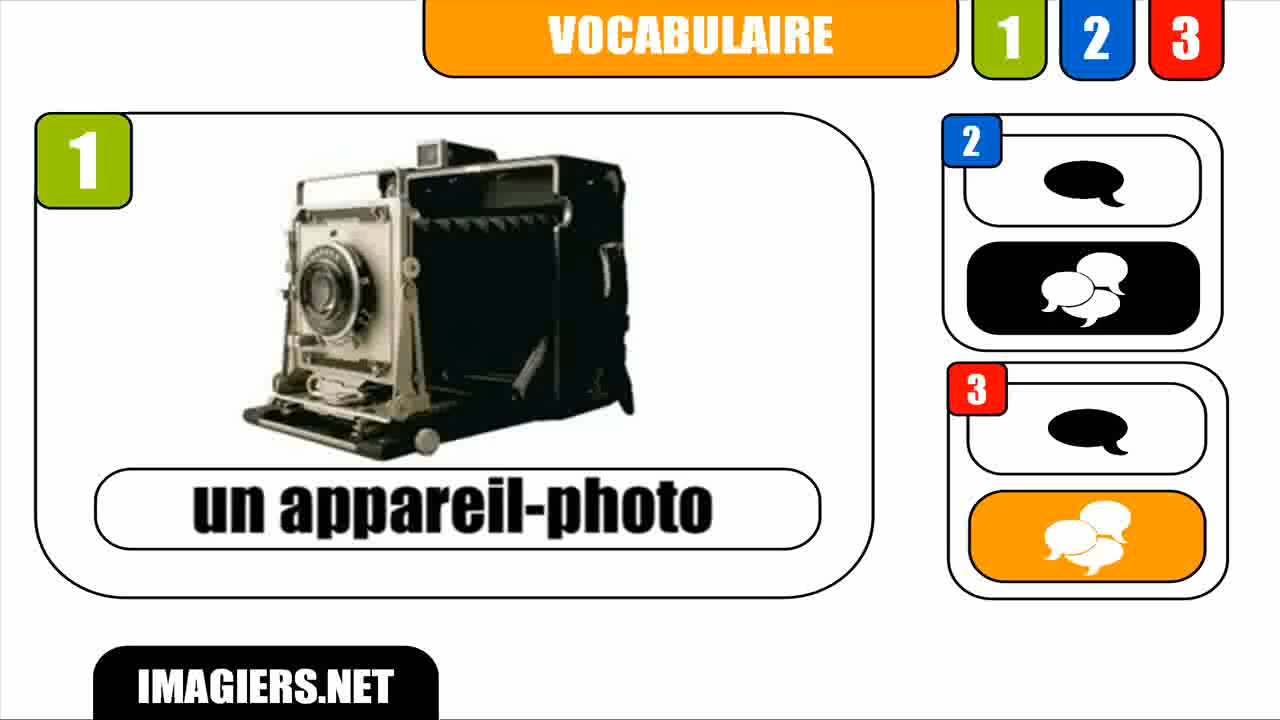 VOCABULAIRE
1 2 3
1
un appareil-photo
2
3
IMAGIERS.NET